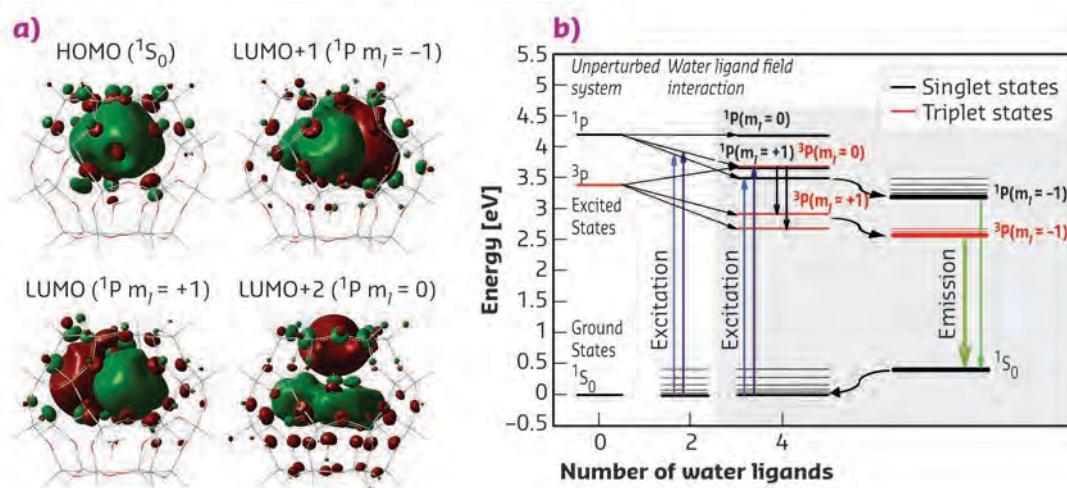 a)
HOMO (¹S₀)
LUMO+1 (¹P mₗ = −1)
LUMO (¹P mₗ = +1)
LUMO+2 (¹P mₗ = 0)
b)
Energy [eV]
5.5
5
4.5
4
3.5
3
2.5
2
1.5
1
0.5
0
−0.5
Unperturbed
system
Water ligand field
interaction
Singlet states
Triplet states
¹P
³P
Excited
States
Ground
States
¹S₀
Excitation
Excitation
¹P(mₗ = 0)
¹P(mₗ = +1) ³P(mₗ = 0)
³P(mₗ = +1)
¹P(mₗ = −1)
³P(mₗ = −1)
Emission
¹S₀
0
2
4
Number of water ligands